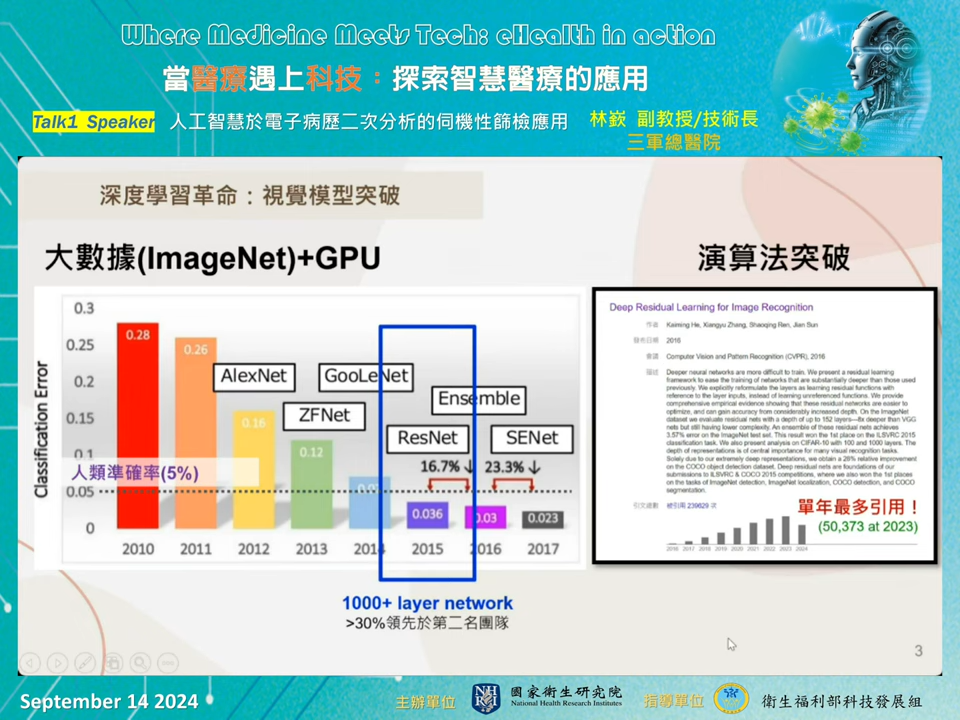 Where Medicine Meets Tech: eHealth in action
當醫療遇上科技：探索智慧醫療的應用
Talk1 Speaker 人工智慧於電子病歷二次分析的伺機性篩檢應用 林嶔 副教授/技術長
三軍總醫院
深度學習革命：視覺模型突破
大數據(ImageNet)+GPU
Classification Error
0.3
0.25
0.2
0.15
0.1
0.05
0
0.28
0.26
0.16
0.12
0.07
0.036
0.03
0.023
AlexNet
ZFNet
GooLeNet
ResNet
Ensemble
SENet
16.7%↓ 23.3%↓
人類準確率(5%)
2010 2011 2012 2013 2014 2015 2016 2017
1000+ layer network
>30%領先於第二名團隊
演算法突破
Deep Residual Learning for Image Recognition
作者 Kaiming He, Xiangyu Zhang, Shaoqing Ren, Jian Sun
發布日期 2016
會議 Computer Vision and Pattern Recognition (CVPR), 2016
描述 Deeper neural networks are more difficult to train. We present a residual learning
framework to ease the training of networks that are substantially deeper than those used
previously. We explicitly reformulate the layers as learning residual functions with
reference to the layer inputs, instead of learning unreferenced functions. We provide
comprehensive empirical evidence showing that these residual networks are easier to
optimize, and can gain accuracy from considerably increased depth. On the ImageNet
dataset we evaluate residual nets with a depth of up to 152 layers—8x deeper than VGG
nets but still having lower complexity. An ensemble of these residual nets achieves
3.57% error on the ImageNet test set. This result won the 1st place on the ILSVRC 2015
classification task. We also present analysis on CIFAR-10 with 100 and 1000 layers. The
depth of representations is of central importance for many visual recognition tasks.
Solely due to our extremely deep representations, we obtain a 28% relative improvement
on the COCO object detection dataset. Deep residual nets are foundations of our
submissions to ILSVRC & COCO 2015 competitions, where we also won the 1st places
on the tasks of ImageNet detection, ImageNet localization, COCO detection, and COCO
segmentation.
引文總數 被引用 239829 次
單年最多引用！
(50,373 at 2023)
2016 2017 2018 2019 2020 2021 2022 2023 2024
3
September 14 2024
主辦單位 NHRI 國家衛生研究院 指導單位 衛生福利部科技發展組
National Health Research Institutes